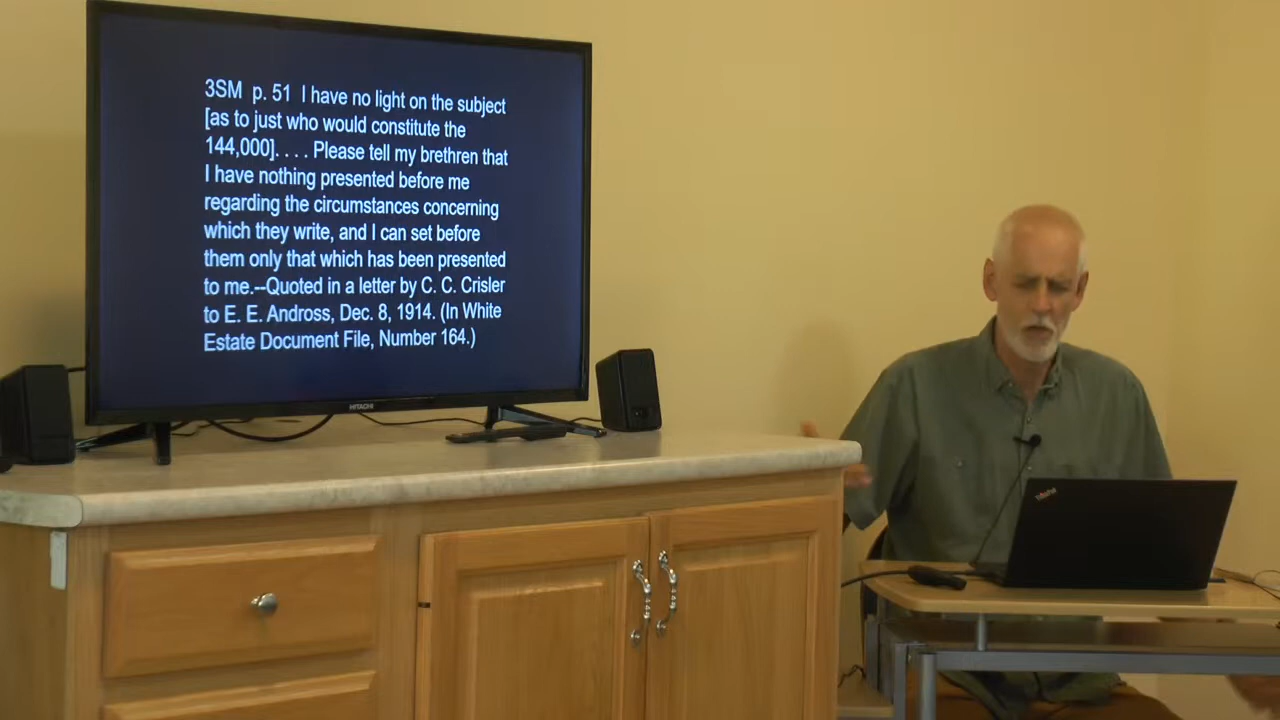 3SM p. 51 I have no light on the subject
[as to just who would constitute the
144,000]. . . . Please tell my brethren that
I have nothing presented before me
regarding the circumstances concerning
which they write, and I can set before
them only that which has been presented
to me.--Quoted in a letter by C. C. Crisler
to E. E. Andross, Dec. 8, 1914. (In White
Estate Document File, Number 164.)
HITACHI
ThinkPad